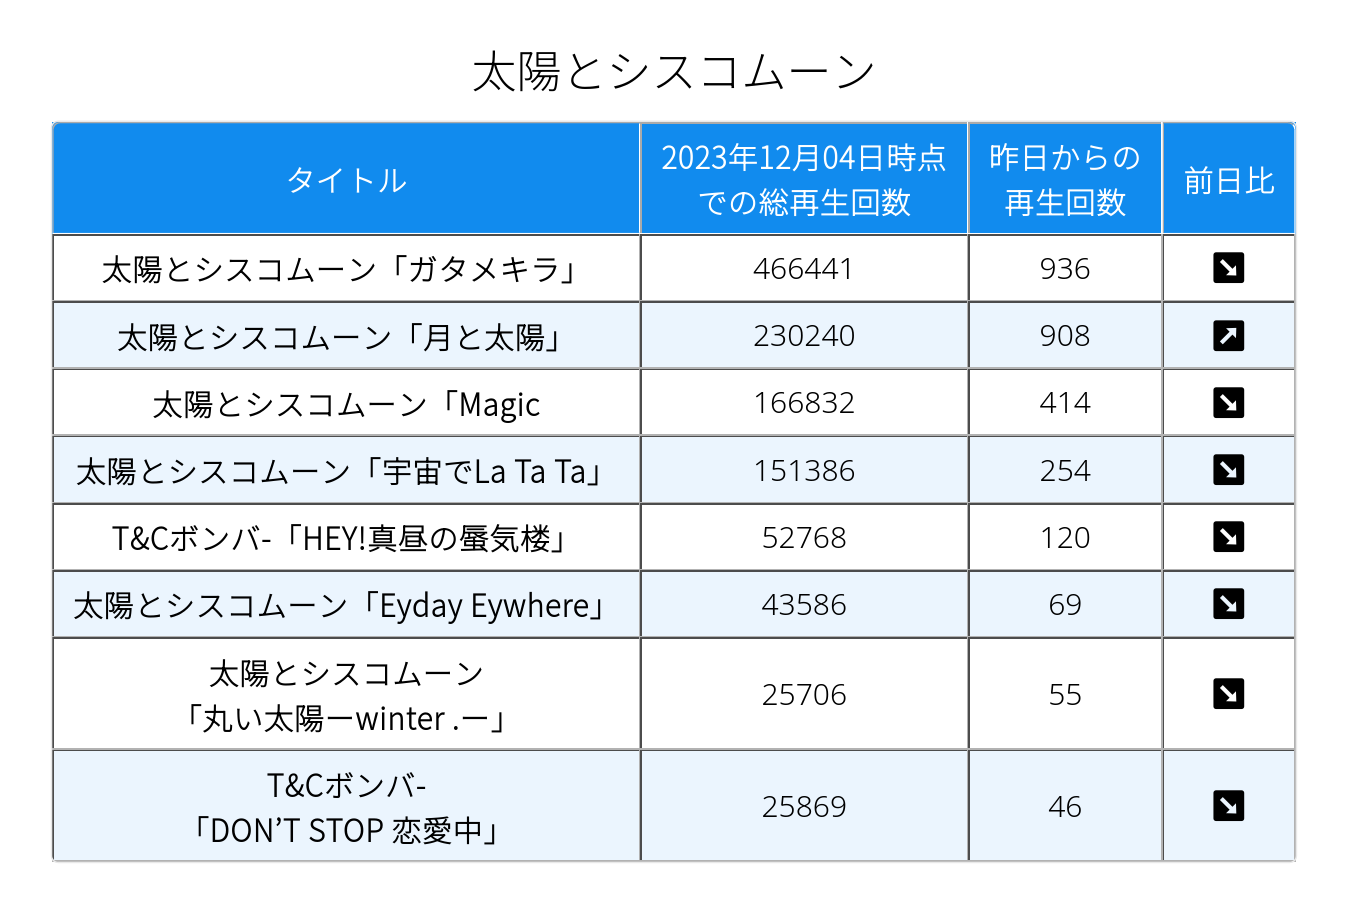 太陽とシスコムーン
タイトル
2023年12月04日時点
での総再生回数
昨日からの
再生回数
前日比
太陽とシスコムーン「ガタメキラ」 466441 936
太陽とシスコムーン「月と太陽」 230240 908
太陽とシスコムーン「Magic 166832 414
太陽とシスコムーン「宇宙でLa Ta Ta」 151386 254
T&Cボンバ-「HEY!真昼の蜃気楼」 52768 120
太陽とシスコムーン「Eyday Eywhere」 43586 69
太陽とシスコムーン
「丸い太陽ーwinter .ー」
25706 55
T&Cボンバ-
「DON’T STOP 恋愛中」
25869 46